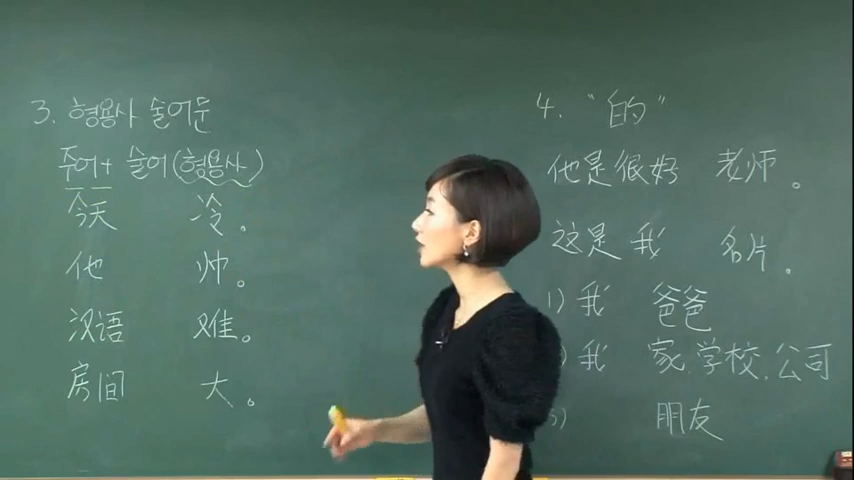 3. 형용사 술어문
주어+ 술어(형용사)
今天 冷。
他 帅。
汉语 难。
房间 大。
4. "的"
他是很好 老师。
这是 我 名片。
1) 我 爸爸
) 我 家.学校.公司
) 朋友